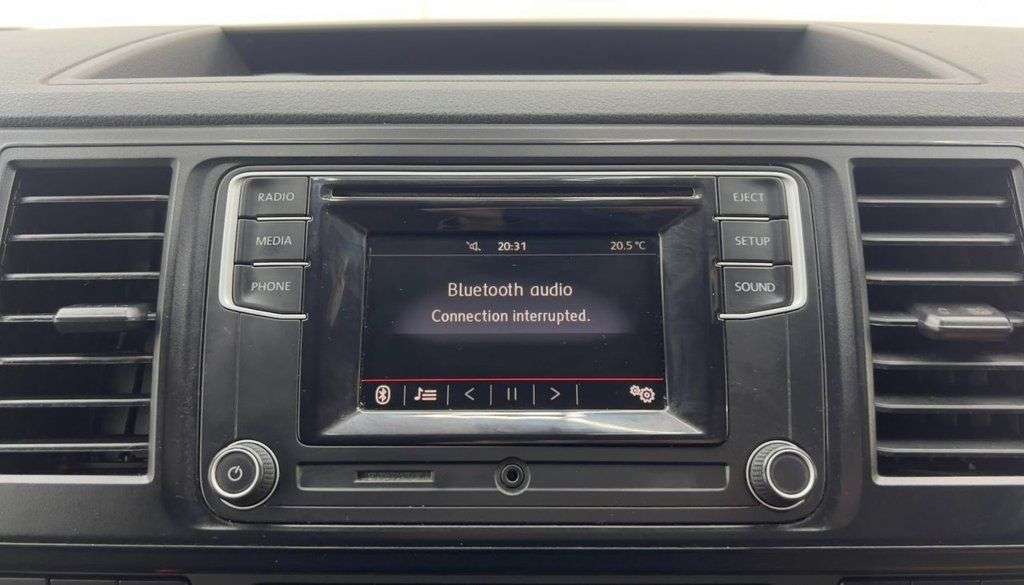 RADIO
MEDIA
PHONE
EJECT
SETUP
SOUND
20:31
20.5 °C
Bluetooth audio
Connection interrupted.